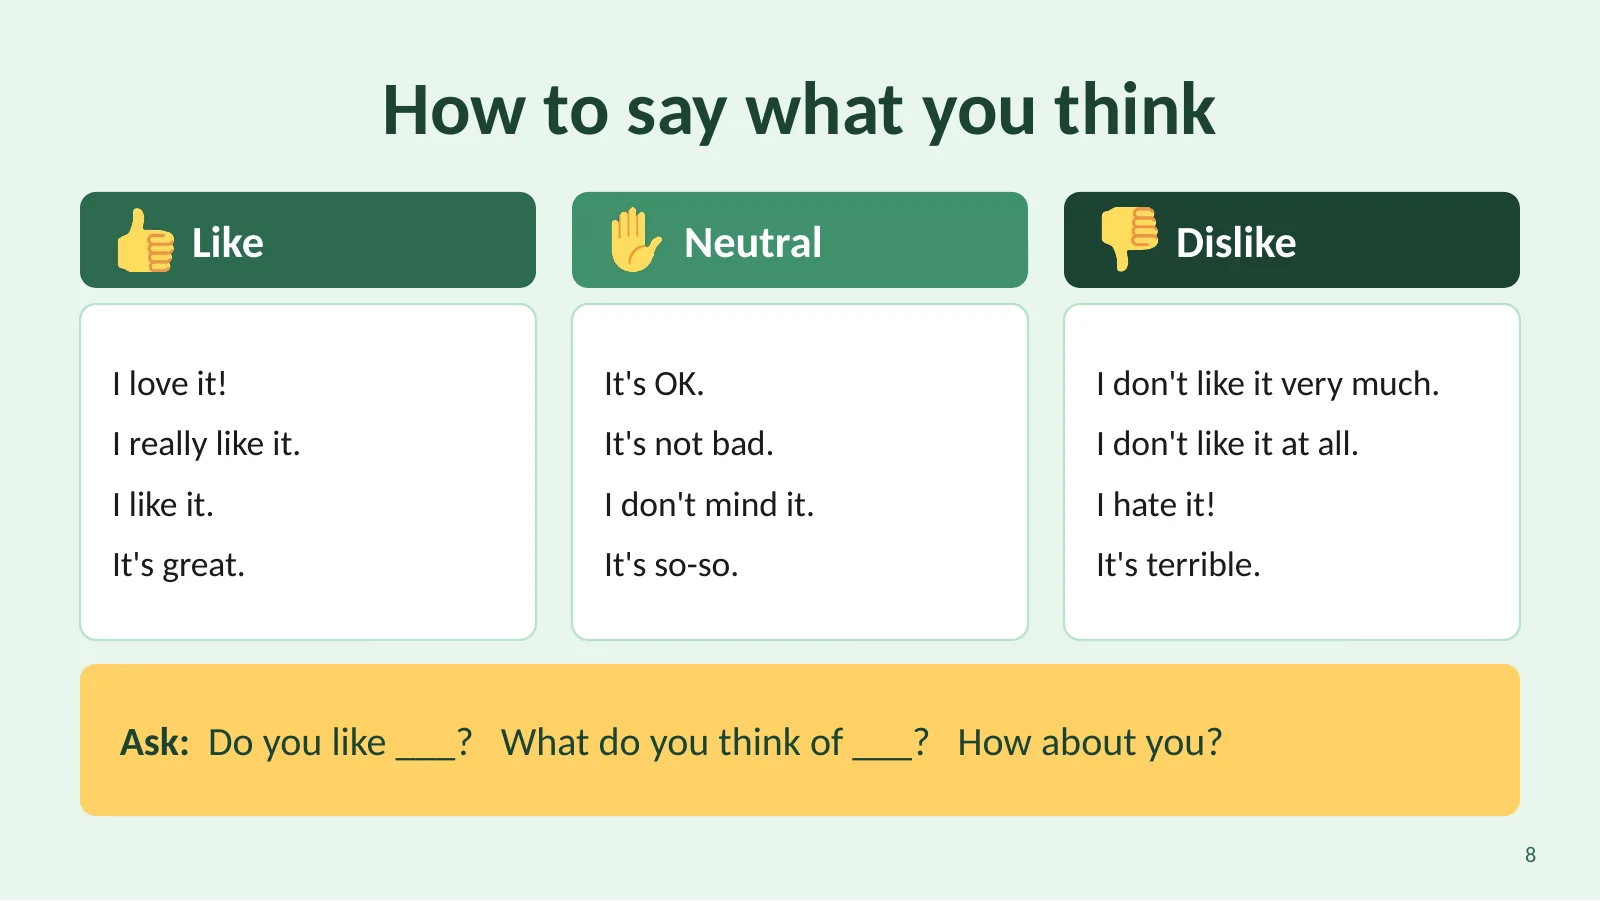 How to say what you think
Like
I love it!
I really like it.
I like it.
It's great.
Neutral
It's OK.
It's not bad.
I don't mind it.
It's so-so.
Dislike
I don't like it very much.
I don't like it at all.
I hate it!
It's terrible.
Ask: Do you like ___? What do you think of ___? How about you?
8